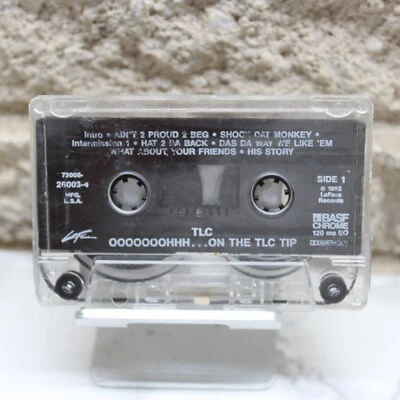 Intro • AIN'T 2 PROUD 2 BEG • SHOCK DAT MONKEY •
Intermission 1 • HAT 2 DA BACK • DAS DA WAY WE LIKE 'EM
WHAT ABOUT YOUR FRIENDS • HIS STORY
73008-
26003-4
MFG.
U.S.A.
SIDE 1
℗ 1992
LaFace
Records
BASF
CHROME
120 ms EQ
TLC
OOOOOOOHHH...ON THE TLC TIP